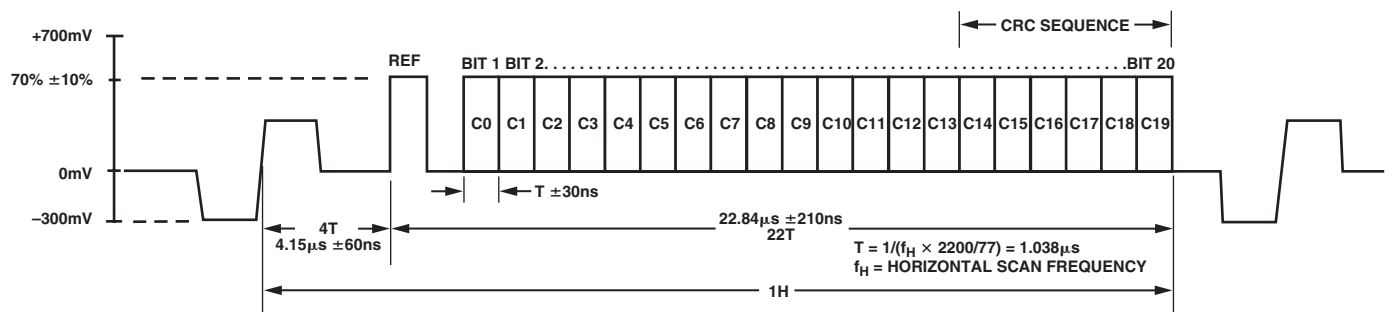 CRC SEQUENCE
+700mV
REF
BIT 1 BIT 2. . . . . . . . . . . . . . . . . . . . . . . . . . . . . . . . . . . . . . . . . . . . . . . . . . . . . . . . . . . . . . . . . . . . . . .BIT 20
70% ±10%
C0 C1 C2 C3 C4 C5 C6 C7 C8 C9 C10 C11 C12 C13 C14 C15 C16 C17 C18 C19
0mV
T ±30ns
–300mV
4T
4.15µs ±60ns
22.84µs ±210ns
22T
T = 1/(fH × 2200/77) = 1.038µs
fH = HORIZONTAL SCAN FREQUENCY
1H